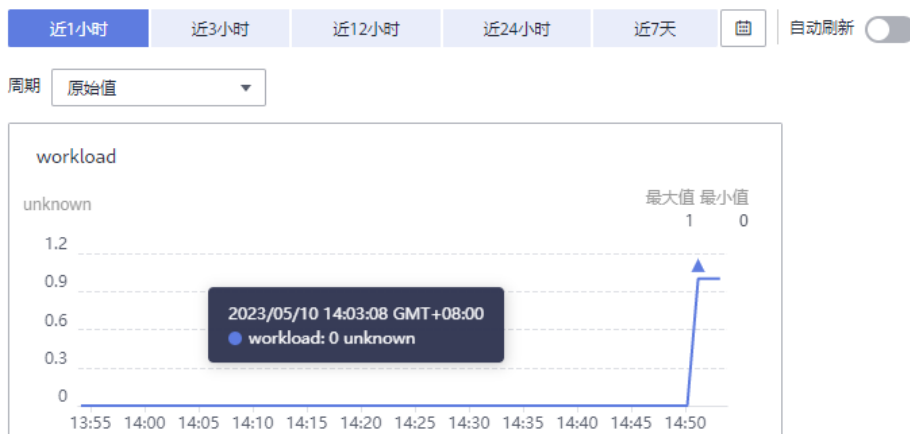 近1小时 近3小时 近12小时 近24小时 近7天 自动刷新
周期 原始值
workload
unknown
最大值 最小值
1 0
1.2
0.9
2023/05/10 14:03:08 GMT+08:00
0.6
workload: 0 unknown
0.3
0
13:55 14:00 14:05 14:10 14:15 14:20 14:25 14:30 14:35 14:40 14:45 14:50